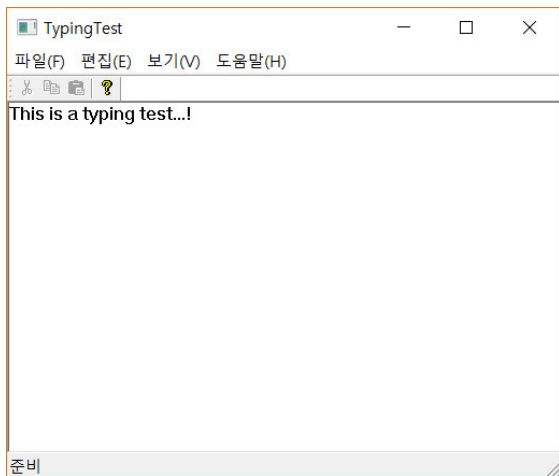 TypingTest
파일(F) 편집(E) 보기(V) 도움말(H)
This is a typing test...!
준비